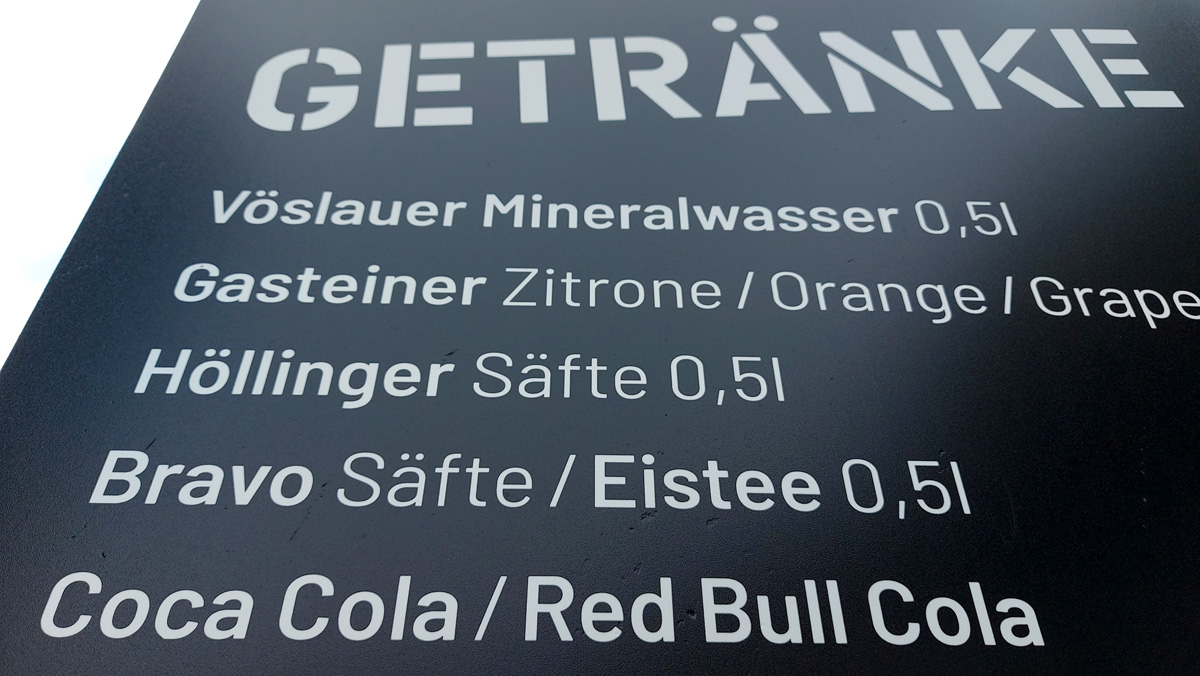 GETRÄNKE
Vöslauer Mineralwasser 0,5l
Gasteiner Zitrone / Orange / Grape
Höllinger Säfte 0,5l
Bravo Säfte / Eistee 0,5l
Coca Cola / Red Bull Cola